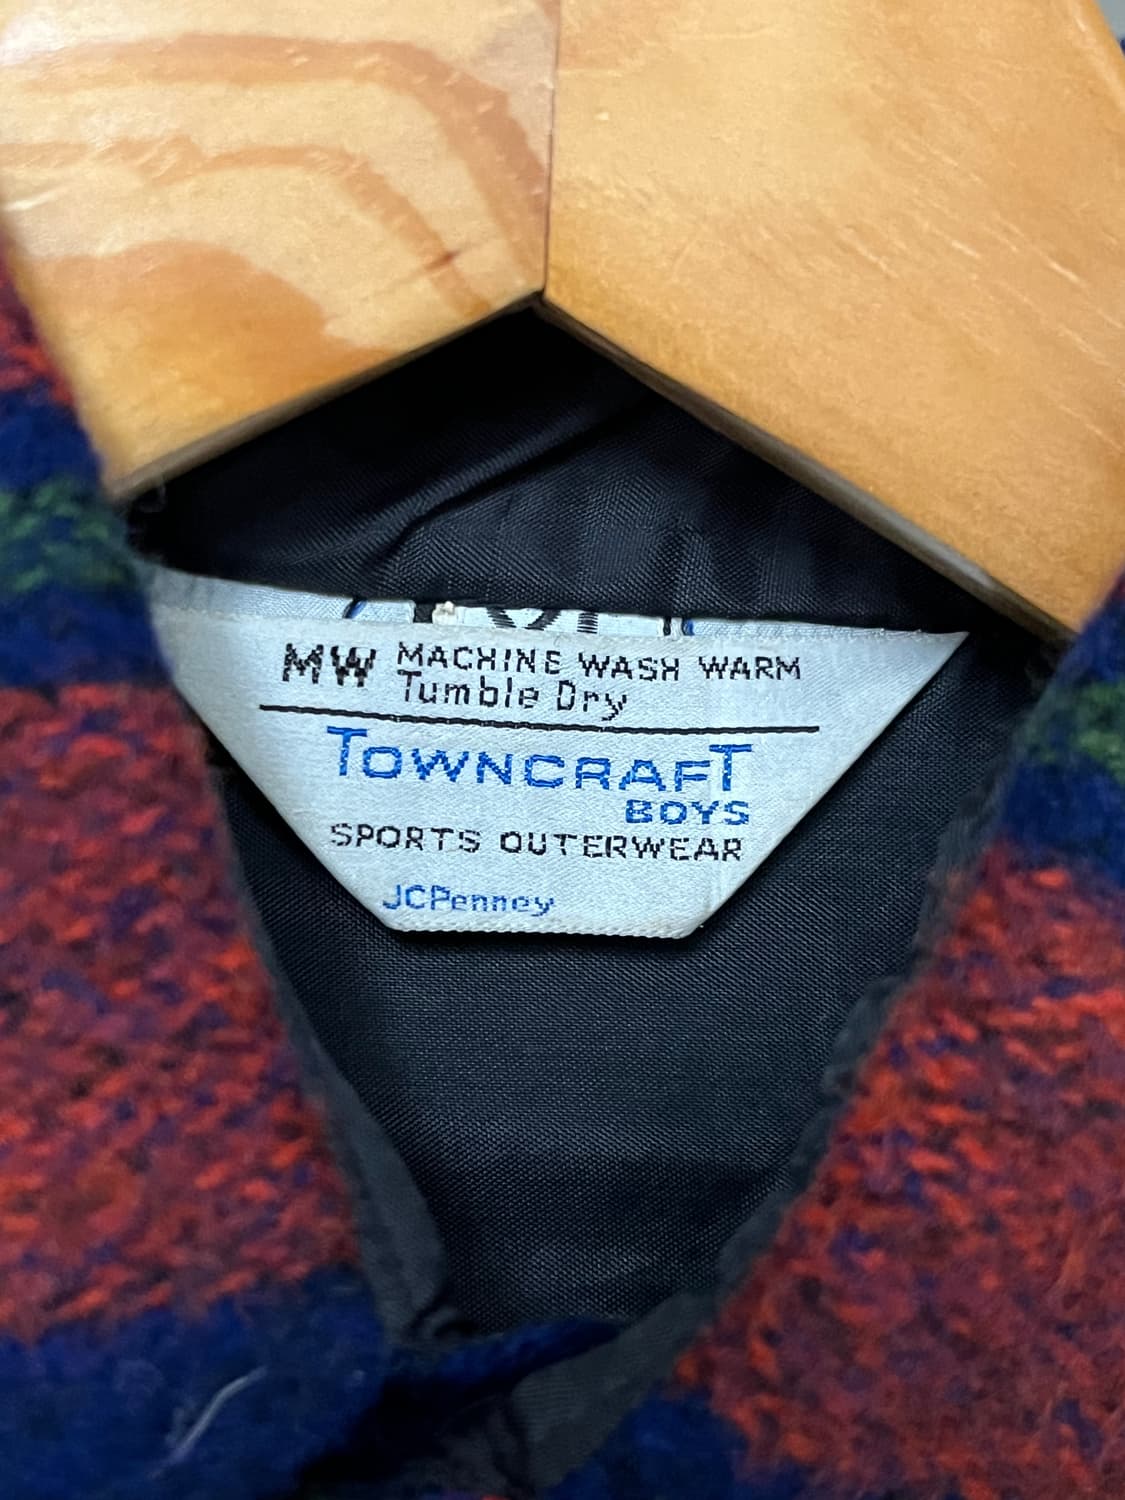 MW MACHINE WASH WARM
Tumble Dry
TOWNCRAFT
BOYS
SPORTS OUTERWEAR
JCPenney